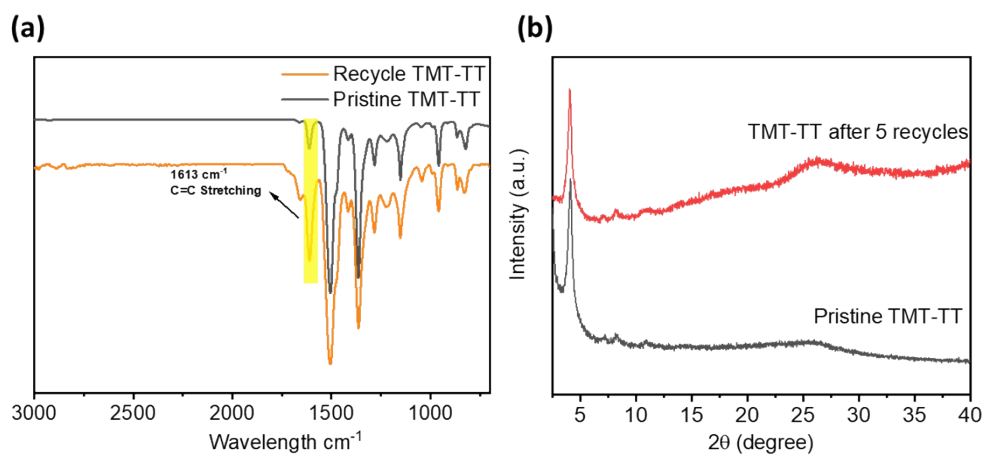 (a)
Recycle TMT-TT
Pristine TMT-TT
1613 cm-1
C=C Stretching
3000 2500 2000 1500 1000
Wavelength cm-1
(b)
TMT-TT after 5 recycles
Pristine TMT-TT
Intensity (a.u.)
5 10 15 20 25 30 35 40
2θ (degree)